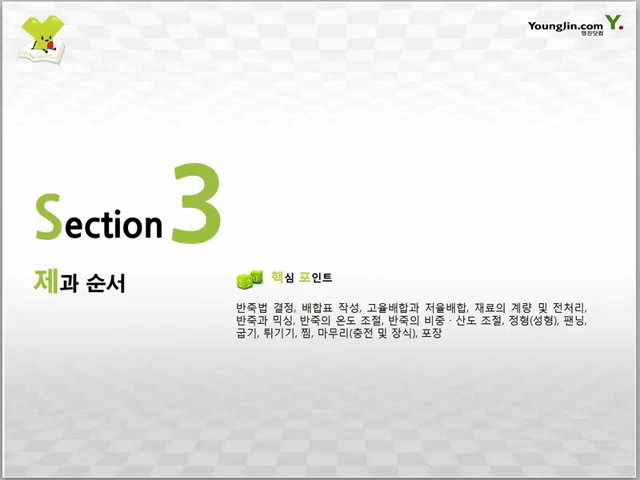 YoungJin.com Y.
영진닷컴
Section 3
제과 순서
핵심 포인트
반죽법 결정, 배합표 작성, 고율배합과 저율배합, 재료의 계량 및 전처리,
반죽과 믹싱, 반죽의 온도 조절, 반죽의 비중 · 산도 조절, 정형(성형), 팬닝,
굽기, 튀기기, 찜, 마무리(충전 및 장식), 포장